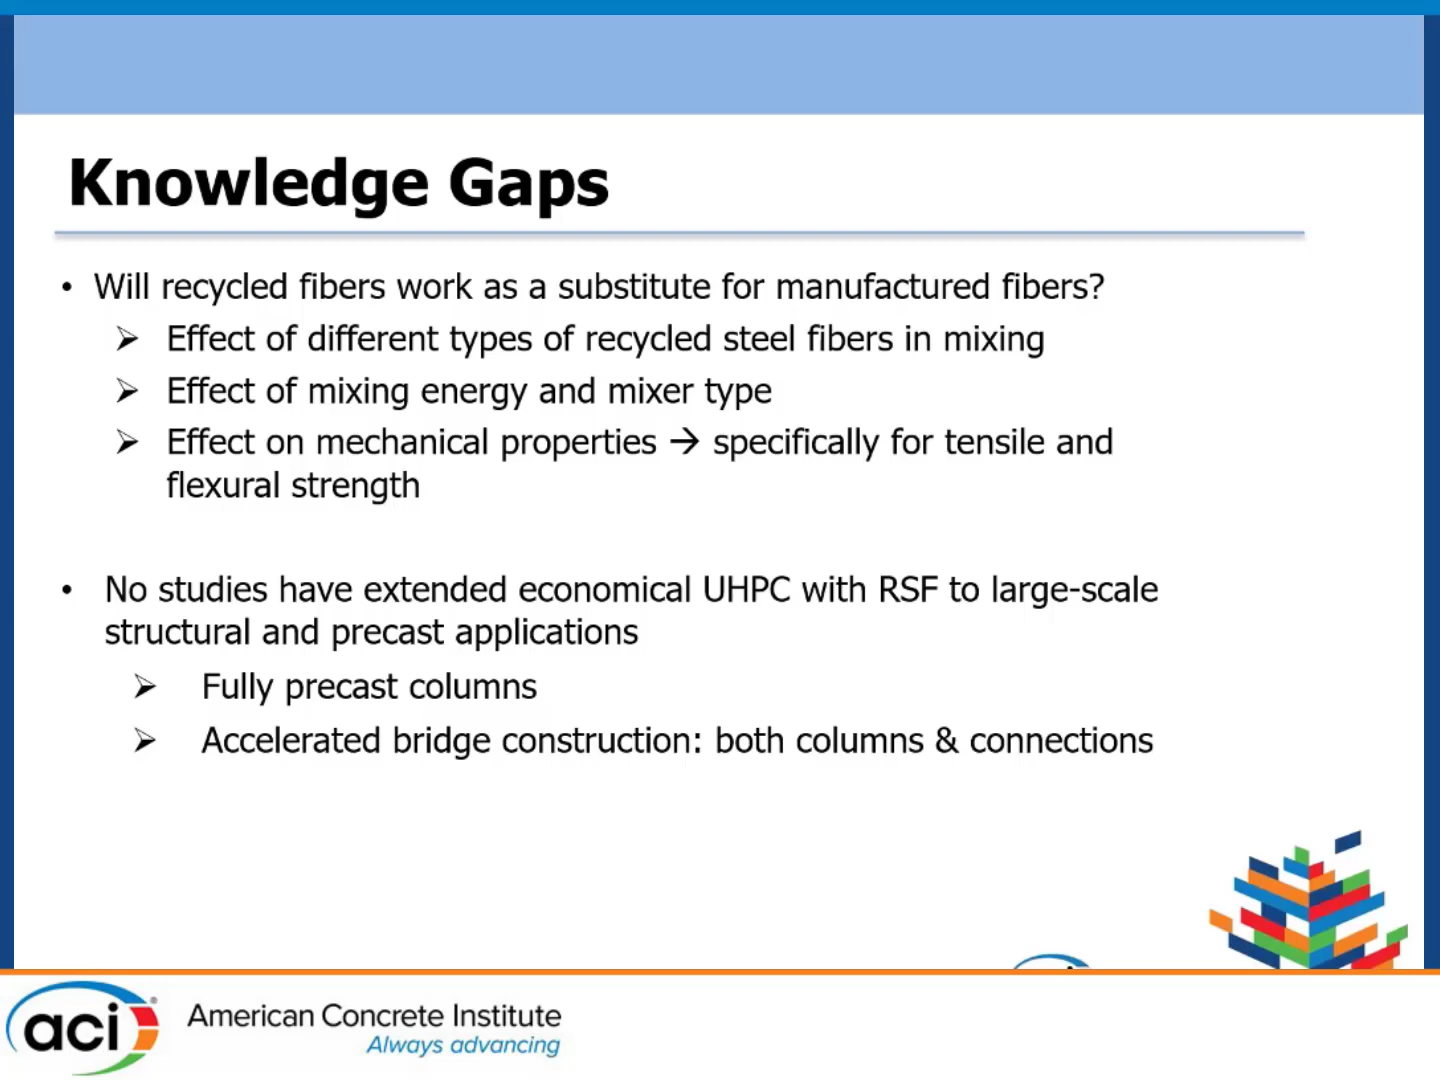 Knowledge Gaps
• Will recycled fibers work as a substitute for manufactured fibers?
➢ Effect of different types of recycled steel fibers in mixing
➢ Effect of mixing energy and mixer type
➢ Effect on mechanical properties → specifically for tensile and
flexural strength
• No studies have extended economical UHPC with RSF to large-scale
structural and precast applications
➢ Fully precast columns
➢ Accelerated bridge construction: both columns & connections
aci®
American Concrete Institute
Always advancing